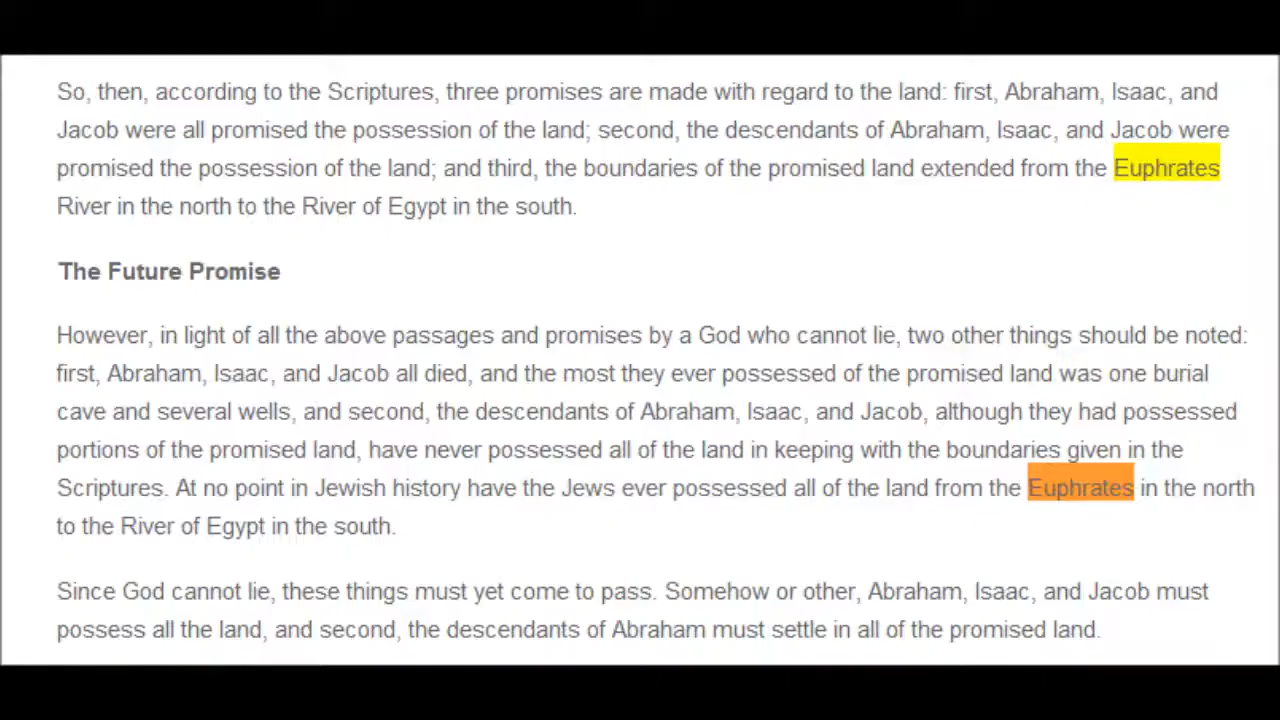 So, then, according to the Scriptures, three promises are made with regard to the land: first, Abraham, Isaac, and
Jacob were all promised the possession of the land; second, the descendants of Abraham, Isaac, and Jacob were
promised the possession of the land; and third, the boundaries of the promised land extended from the Euphrates
River in the north to the River of Egypt in the south.
The Future Promise
However, in light of all the above passages and promises by a God who cannot lie, two other things should be noted:
first, Abraham, Isaac, and Jacob all died, and the most they ever possessed of the promised land was one burial
cave and several wells, and second, the descendants of Abraham, Isaac, and Jacob, although they had possessed
portions of the promised land, have never possessed all of the land in keeping with the boundaries given in the
Scriptures. At no point in Jewish history have the Jews ever possessed all of the land from the Euphrates in the north
to the River of Egypt in the south.
Since God cannot lie, these things must yet come to pass. Somehow or other, Abraham, Isaac, and Jacob must
possess all the land, and second, the descendants of Abraham must settle in all of the promised land.